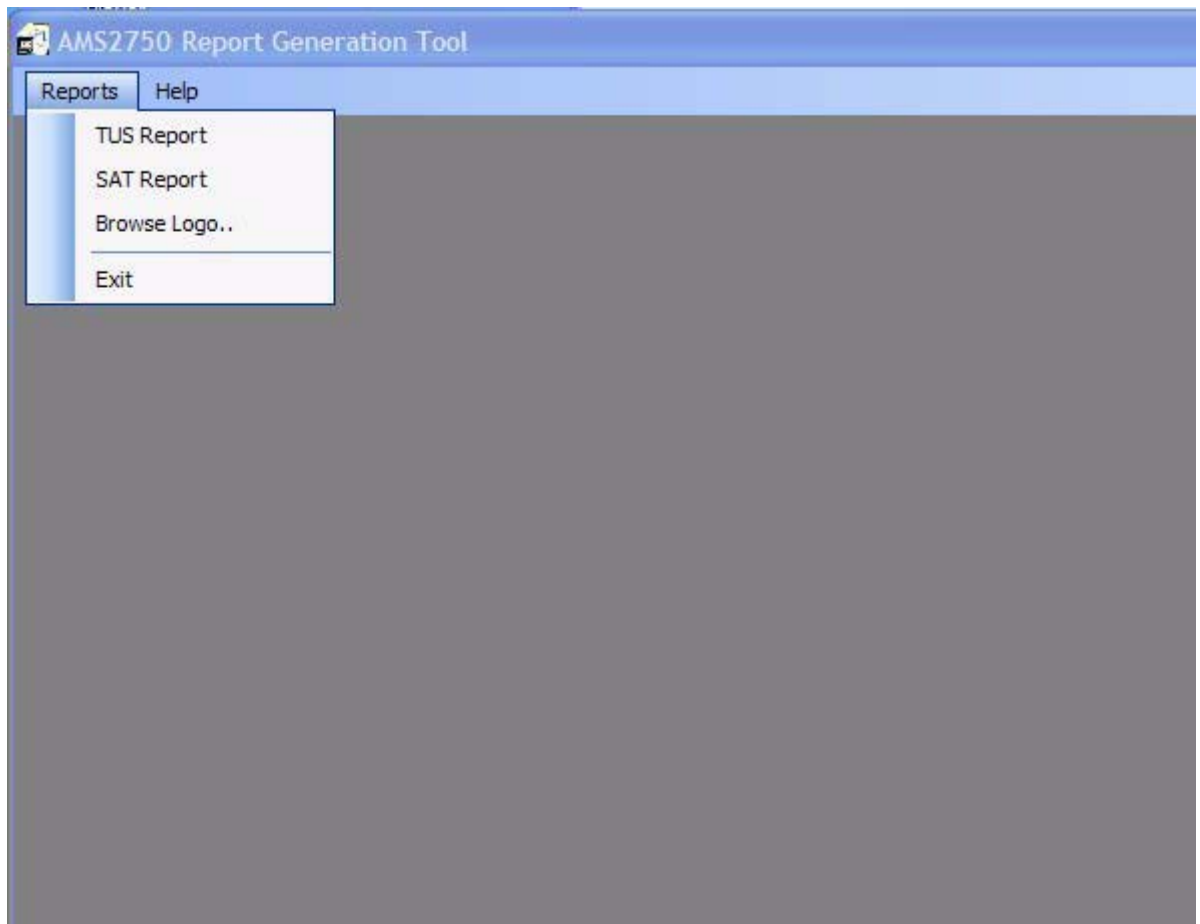 AMS2750 Report Generation Tool
Reports Help
TUS Report
SAT Report
Browse Logo..
Exit